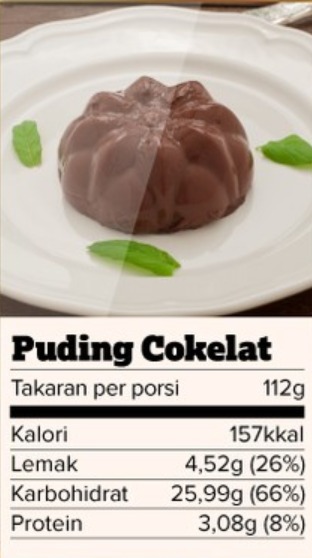 Puding Cokelat
Takaran per porsi 112g
Kalori 157kkal
Lemak 4,52g (26%)
Karbohidrat 25,99g (66%)
Protein 3,08g (8%)